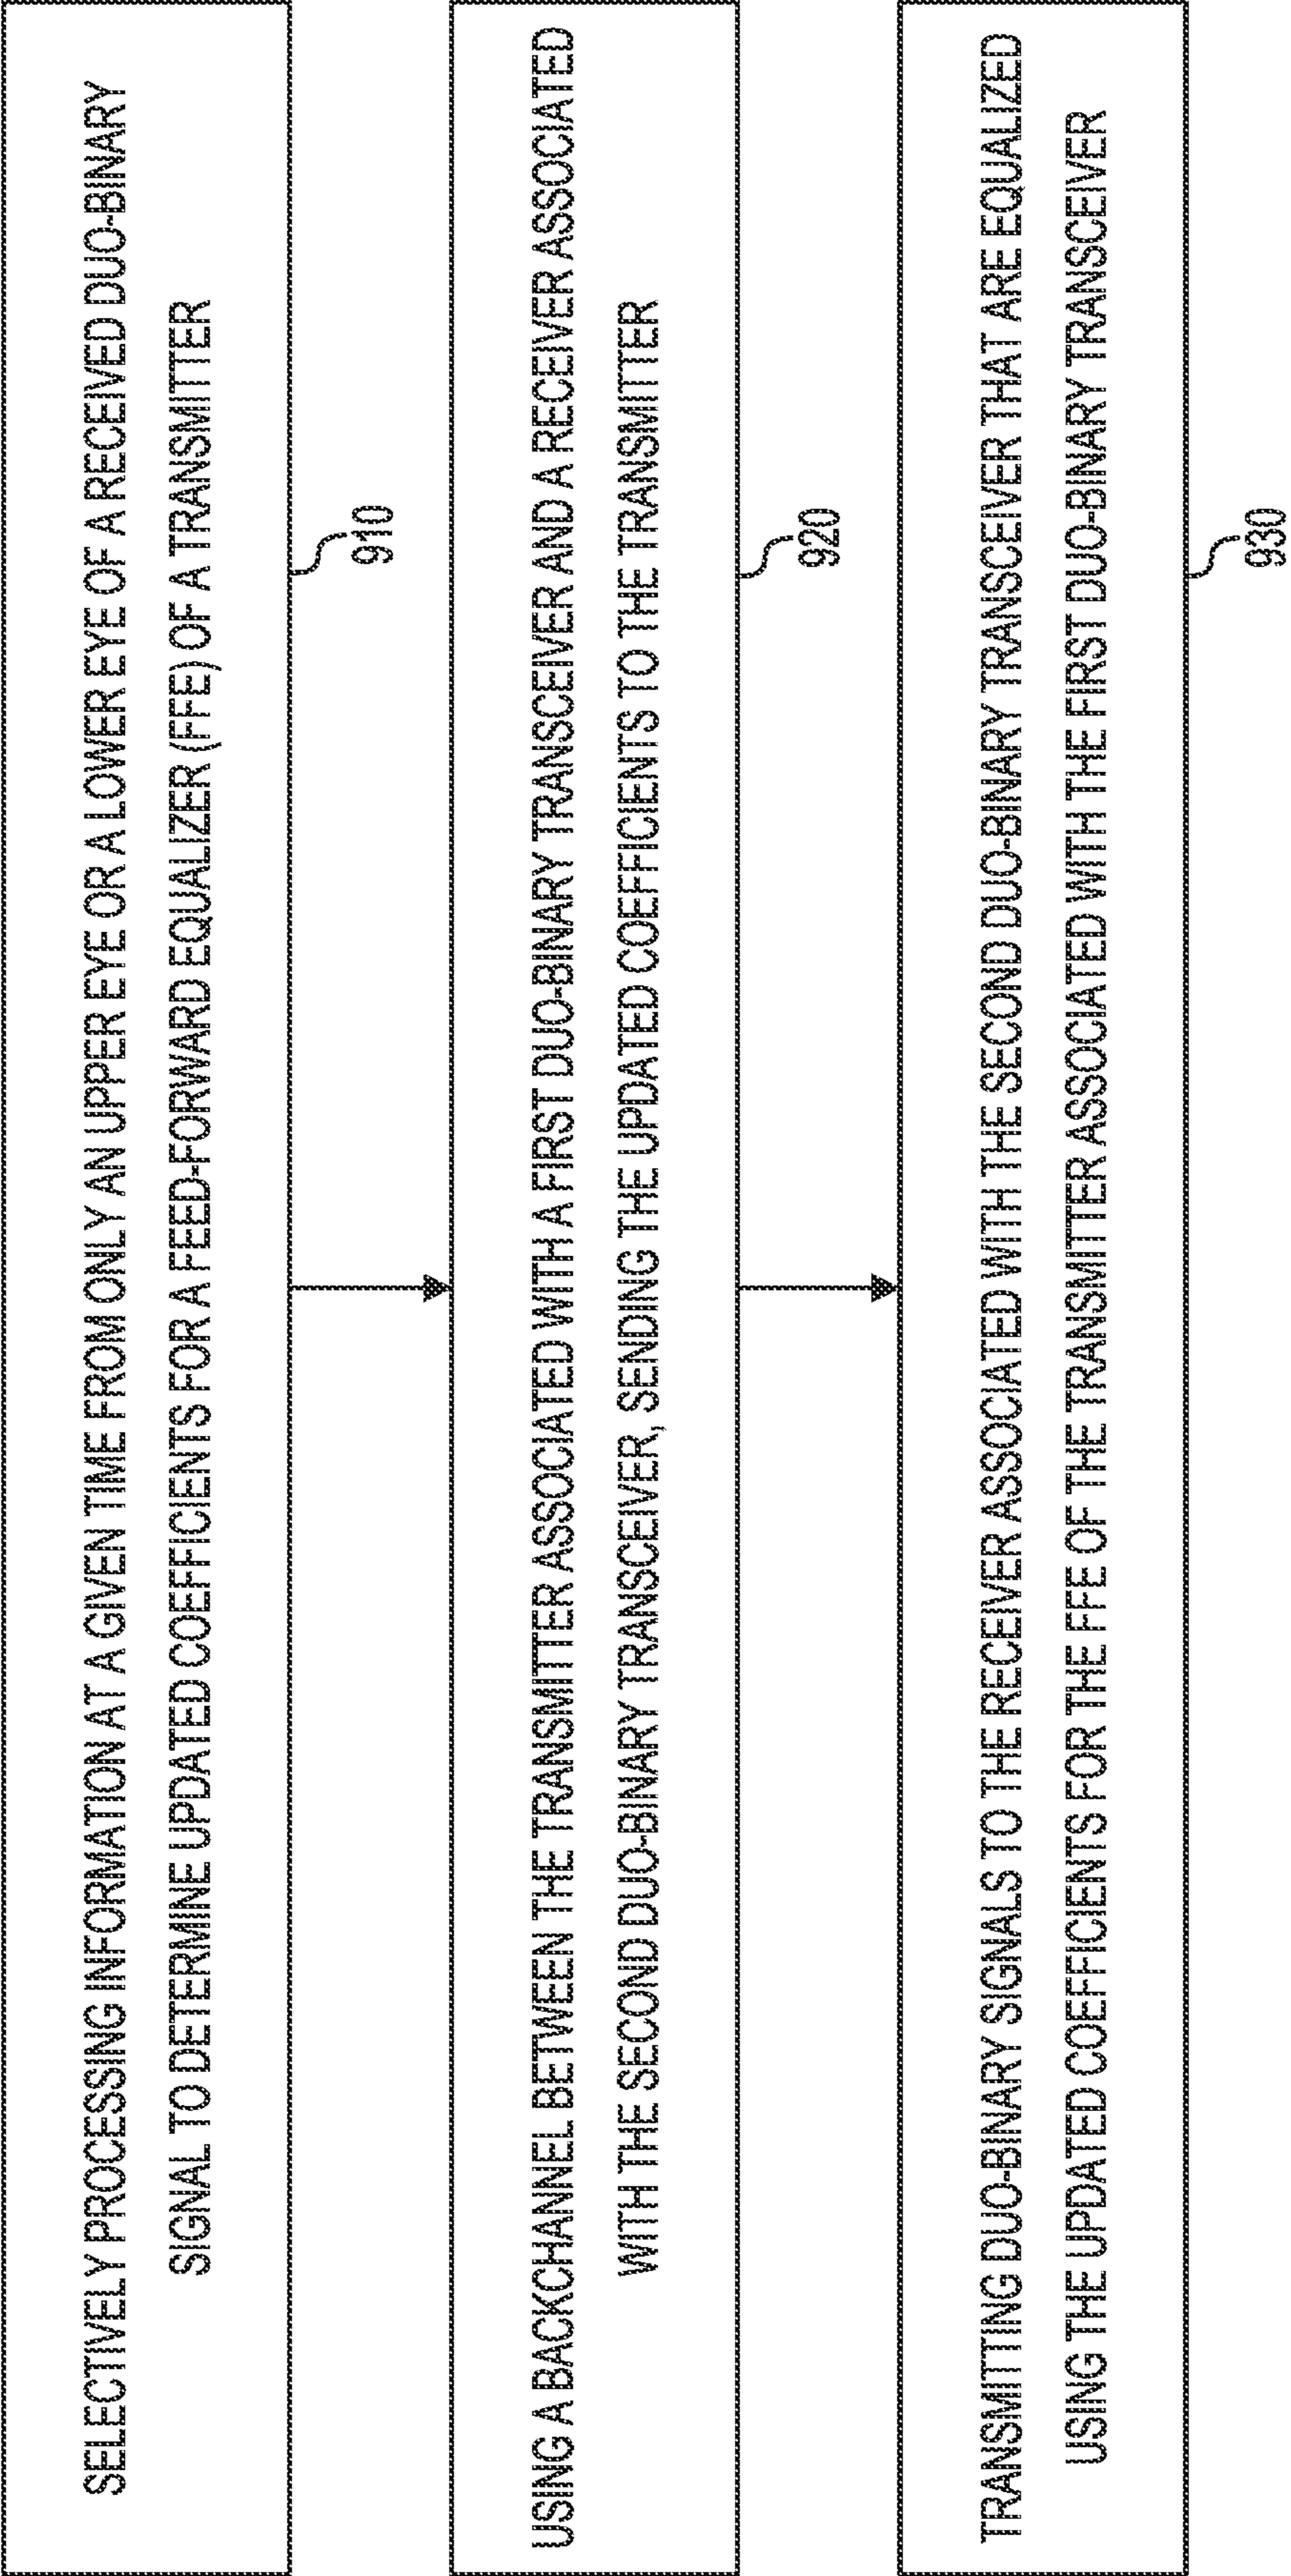 SELECTIVELY PROCESSING INFORMATION AT A GIVEN TIME FROM ONLY AN UPPER EYE OR A LOWER EYE OF A RECEIVED DUO-BINARY
SIGNAL TO DETERMINE UPDATED COEFFICIENTS FOR A FEED-FORWARD EQUALIZER (FFE) OF A TRANSMITTER
910
USING A BACKCHANNEL BETWEEN THE TRANSMITTER ASSOCIATED WITH A FIRST DUO-BINARY TRANSCEIVER AND A RECEIVER ASSOCIATED
WITH THE SECOND DUO-BINARY TRANSCEIVER, SENDING THE UPDATED COEFFICIENTS TO THE TRANSMITTER
920
TRANSMITTING DUO-BINARY SIGNALS TO THE RECEIVER ASSOCIATED WITH THE SECOND DUO-BINARY TRANSCEIVER THAT ARE EQUALIZED
USING THE UPDATED COEFFICIENTS FOR THE FFE OF THE TRANSMITTER ASSOCIATED WITH THE FIRST DUO-BINARY TRANSCEIVER
930